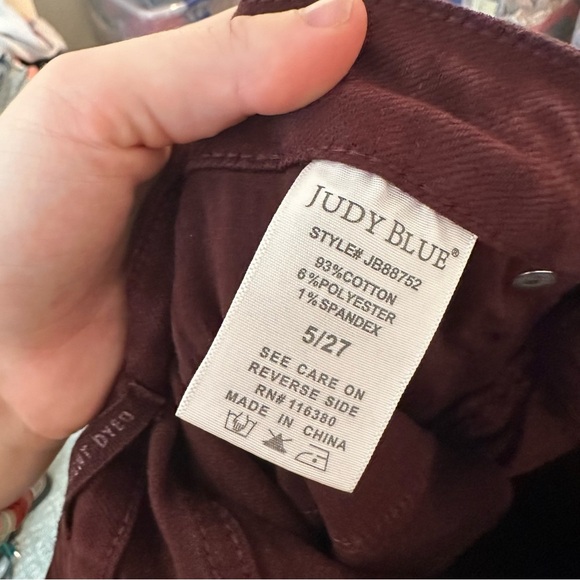 JUDY BLUE®
STYLE# JB88752
93%COTTON
6%POLYESTER
1%SPANDEX
5/27
SEE CARE ON
REVERSE SIDE
RN# 116380
MADE IN CHINA
DYED